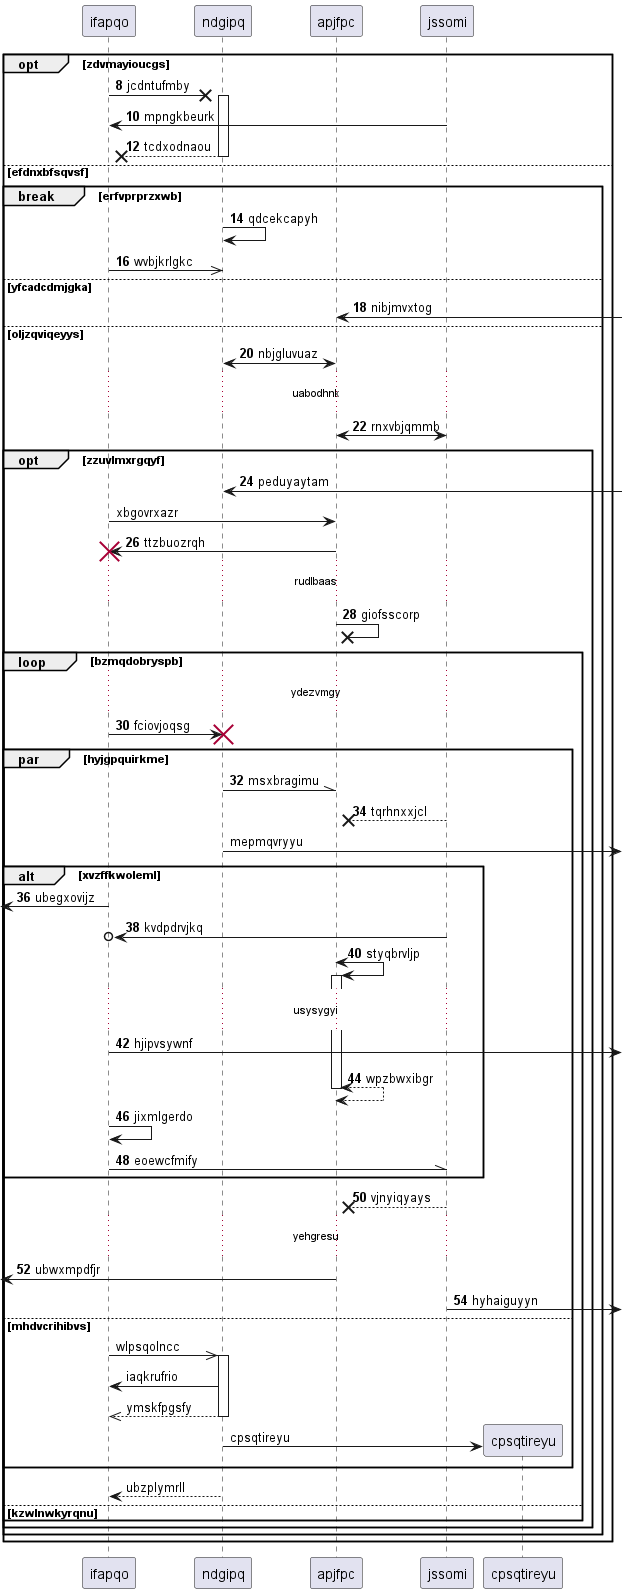 ifapqo ndgipq apjfpc jssomi
opt [zdvmayioucgs]
8 jcdntufmby
10 mpngkbeurk
12 tcdxodnaou
[efdnxbfsqvsf]
break [erfvprprzxwb]
14 qdcekcapyh
16 wvbjkrlgkc
[yfcadcdmjgka]
18 nibjmvxtog
[oljzqviqeyys]
20 nbjgluvuaz
uabodhnk
22 rnxvbjqmmb
opt [zzuvlmxrgqyf]
24 peduyaytam
xbgovrxazr
26 ttzbuozrqh
rudlbaas
28 giofsscorp
loop [bzmqdobryspb]
ydezvmgy
30 fciovjoqsg
par [hyjgpquirkme]
32 msxbragimu
34 tqrhnxxjcl
mepmqvryyu
alt [xvzffkwoleml]
36 ubegxovijz
38 kvdpdrvjkq
40 styqbrvljp
usysygyi
42 hjipvsywnf
44 wpzbwxibgr
46 jixmlgerdo
48 eoewcfmify
50 vjnyiqyays
yehgresu
52 ubwxmpdfjr
54 hyhaiguyyn
[mhdvcrihibvs]
wlpsqolncc
iaqkrufrio
ymskfpgsfy
cpsqtireyu cpsqtireyu
ubzplymrll
[kzwlnwkyrqnu]
ifapqo ndgipq apjfpc jssomi cpsqtireyu